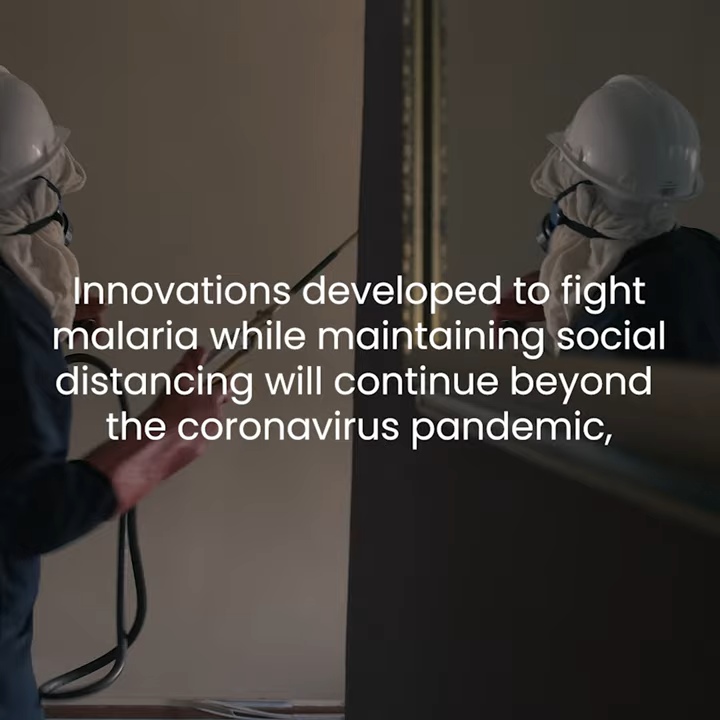 Innovations developed to fight
malaria while maintaining social
distancing will continue beyond
the coronavirus pandemic,